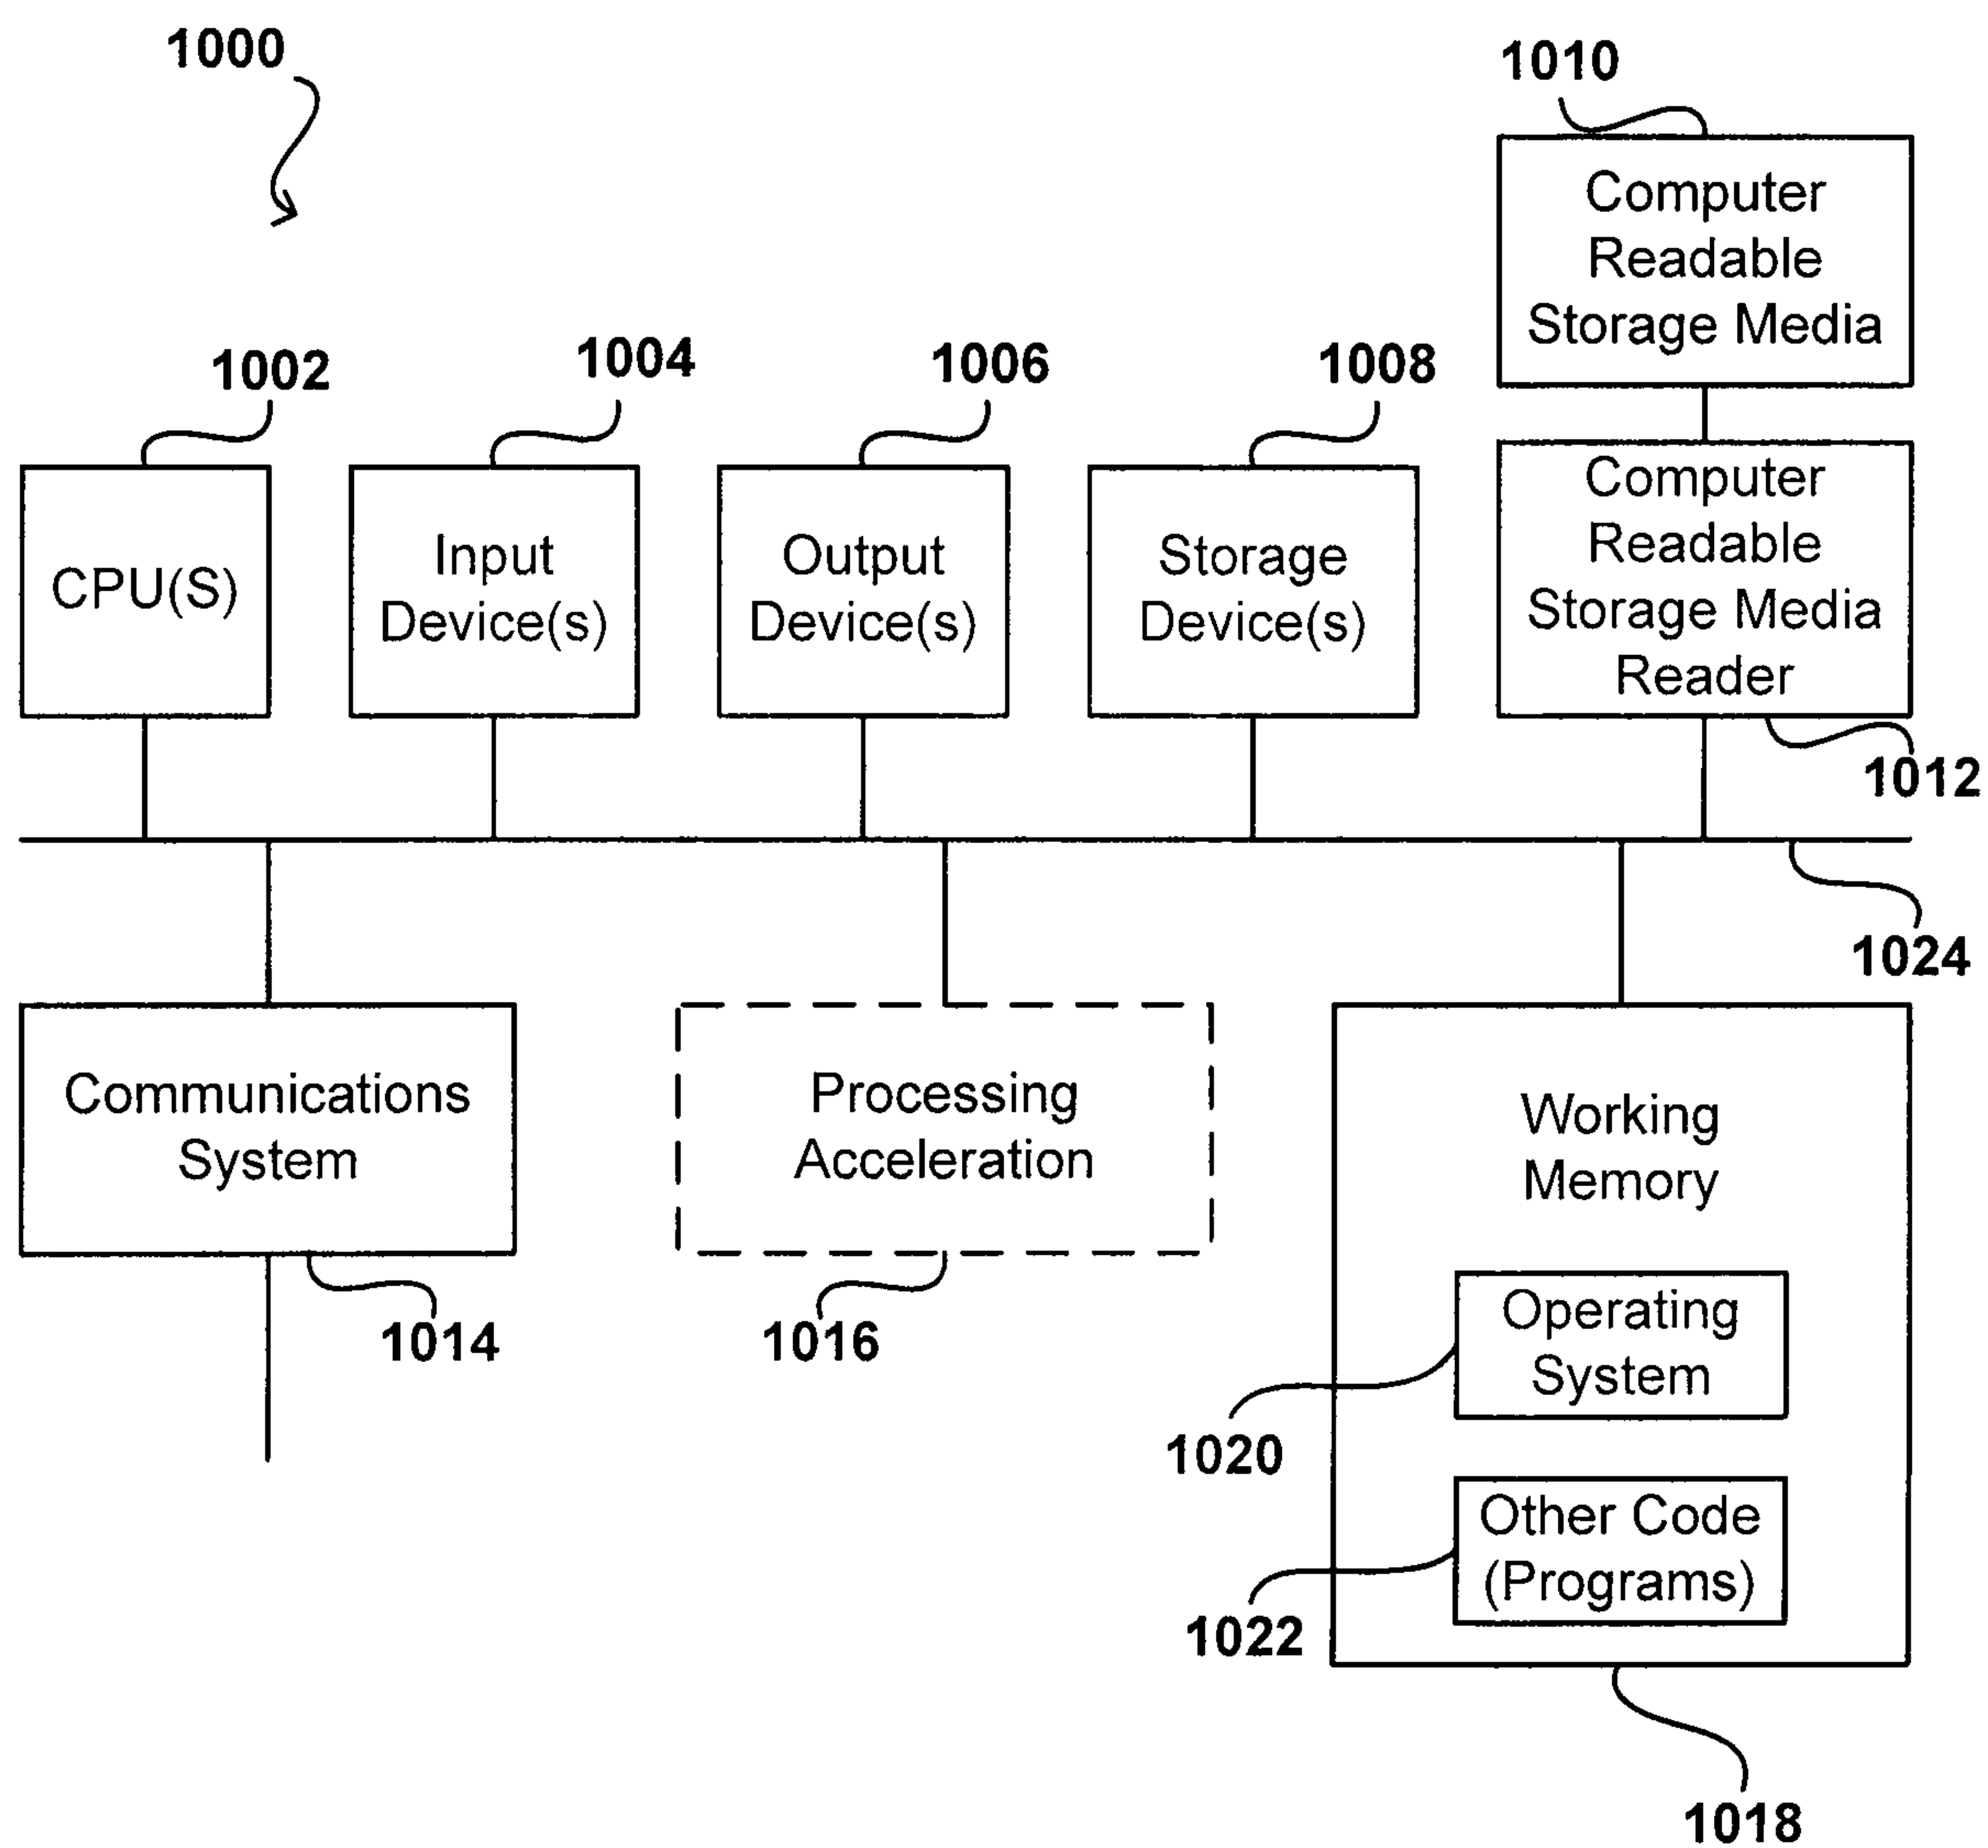 1000
1010
Computer
Readable
Storage Media
1002
1004
1006
1008
CPU(S)
Input
Device(s)
Output
Device(s)
Storage
Device(s)
Computer
Readable
Storage Media
Reader
1012
1024
Communications
System
Processing
Acceleration
Working
Memory
1014
1016
Operating
System
1020
Other Code
(Programs)
1022
1018